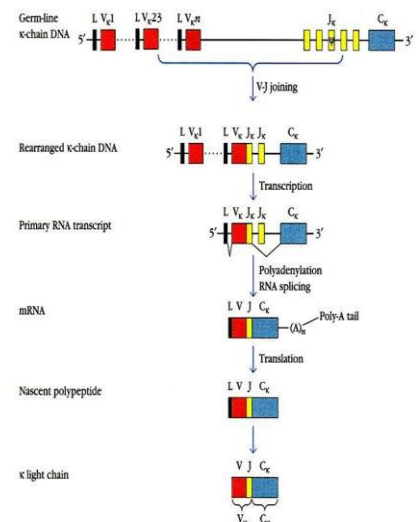 Germ-line
κ-chain DNA
L Vκ1 L Vκ23 L Vκn Jκ Cκ
5′ 3′
V-J joining
L Vκ1 L Vκ Jκ Jκ Cκ
Rearranged κ-chain DNA 5′ 3′
Transcription
L Vκ Jκ Jκ Cκ
Primary RNA transcript 5′ 3′
Polyadenylation
RNA splicing
mRNA
L V J Cκ
Poly-A tail
(A)n
Translation
L V J Cκ
Nascent polypeptide
V J Cκ
κ light chain